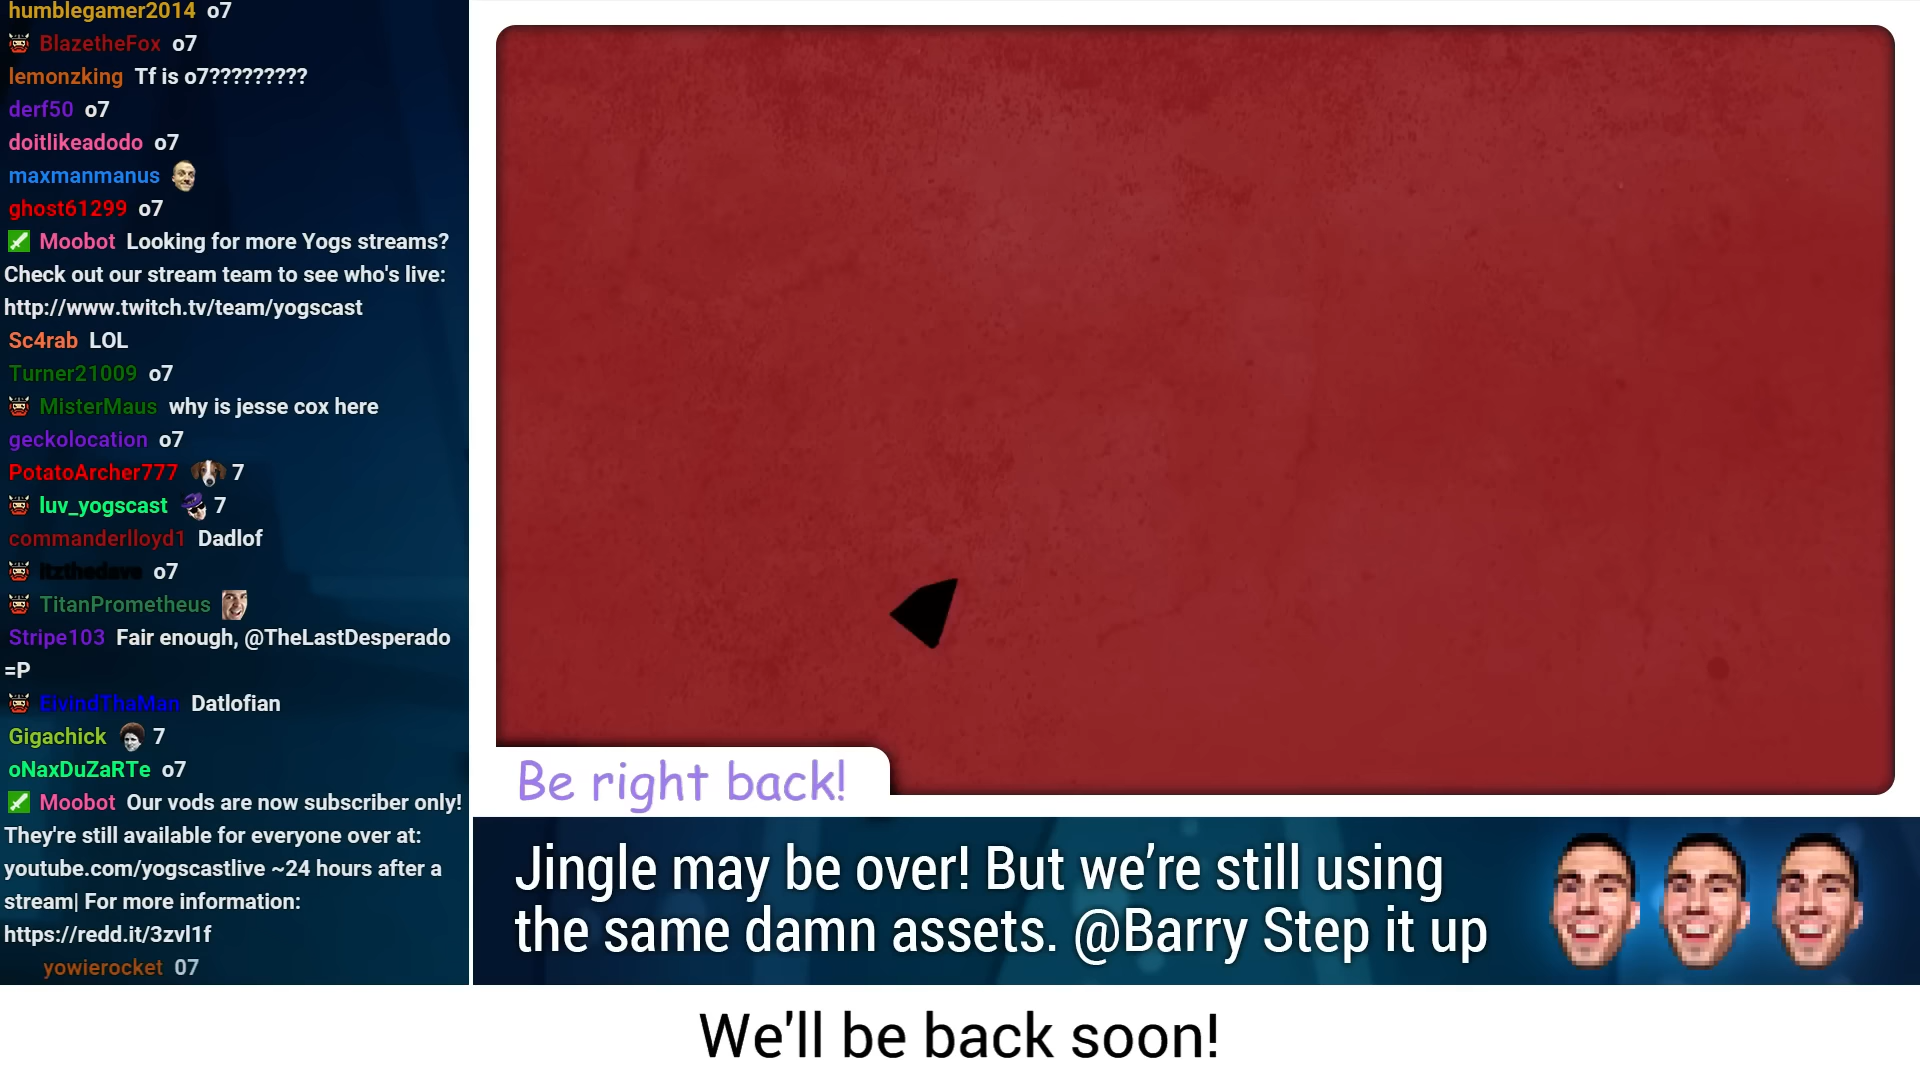 humblegamer2014 o7
BlazetheFox o7
lemonzking Tf is o7?????????
derf50 o7
doitlikeadodo o7
maxmanmanus
ghost61299 o7
Moobot Looking for more Yogs streams?
Check out our stream team to see who's live:
http://www.twitch.tv/team/yogscast
Sc4rab LOL
Turner21009 o7
MisterMaus why is jesse cox here
geckolocation o7
PotatoArcher777 7
luv_yogscast 7
commanderlloyd1 Dadlof
itzthedave o7
TitanPrometheus
Stripe103 Fair enough, @TheLastDesperado
=P
EivindThaMan Datlofian
Gigachick 7
oNaxDuZaRTe o7
Moobot Our vods are now subscriber only!
They're still available for everyone over at:
youtube.com/yogscastlive ~24 hours after a
stream| For more information:
https://redd.it/3zvl1f
yowierocket 07
Be right back!
Jingle may be over! But we’re still using
the same damn assets. @Barry Step it up
We'll be back soon!